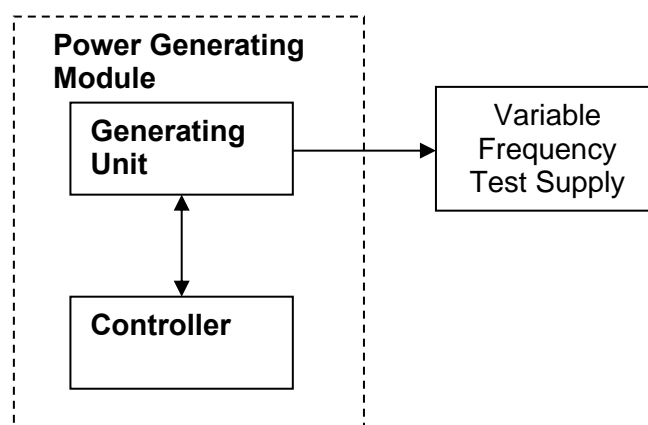 Power Generating
Module
Generating
Unit
Variable
Frequency
Test Supply
Controller